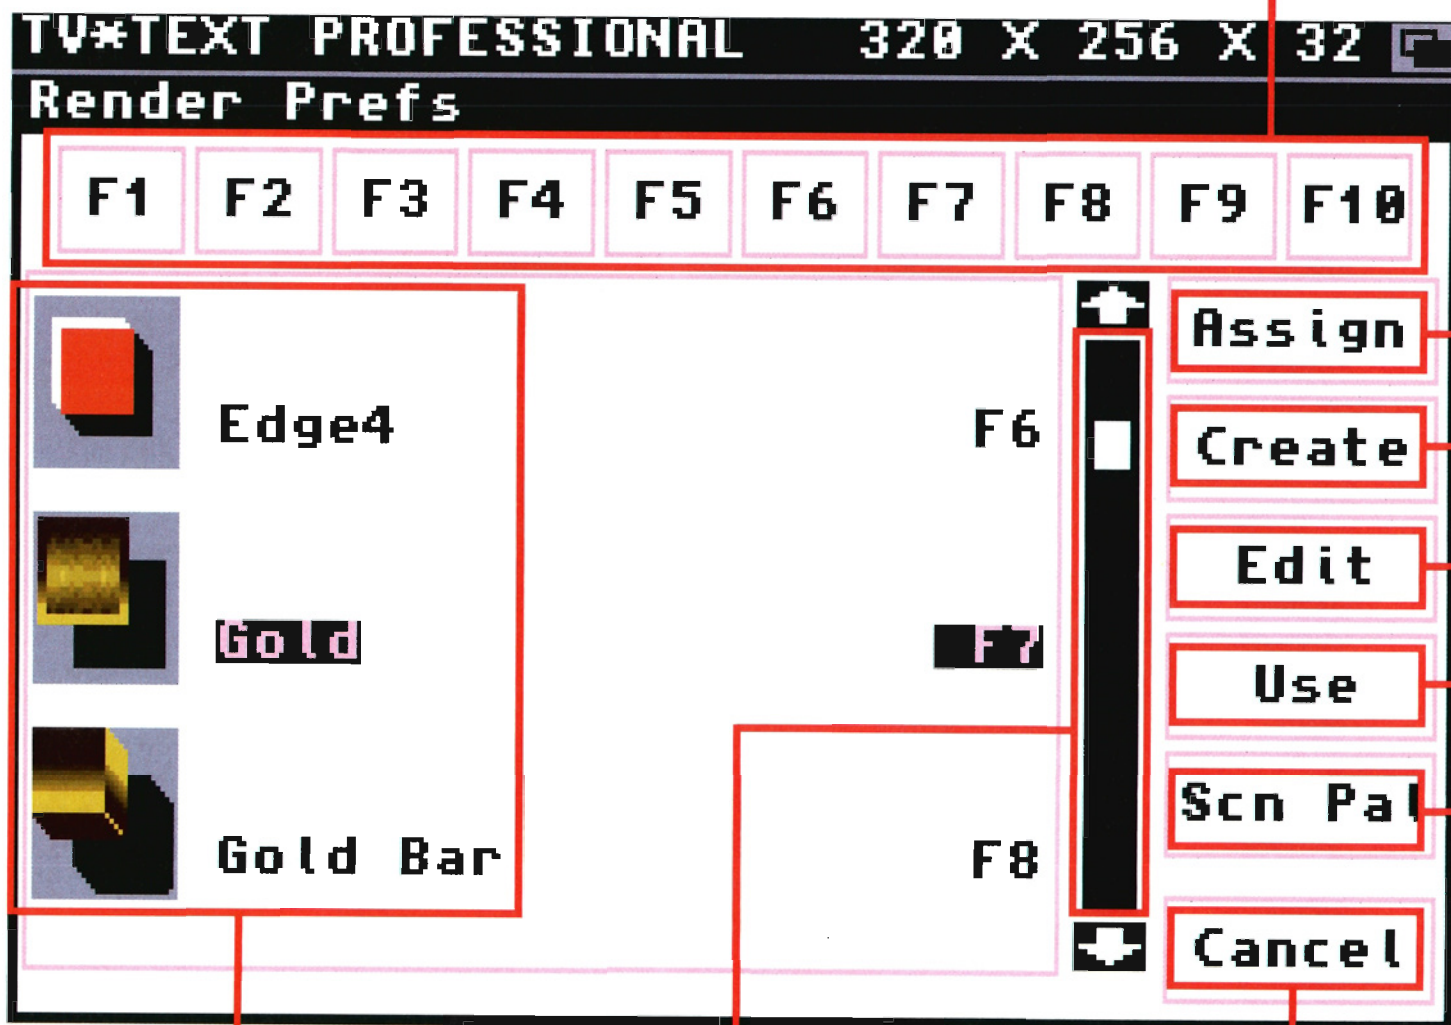 TV*TEXT PROFESSIONAL 320 X 256 X 32
Render Prefs
F1 F2 F3 F4 F5 F6 F7 F8 F9 F10
Edge4 F6
Gold F7
Gold Bar F8
Assign
Create
Edit
Use
Scn Pal
Cancel